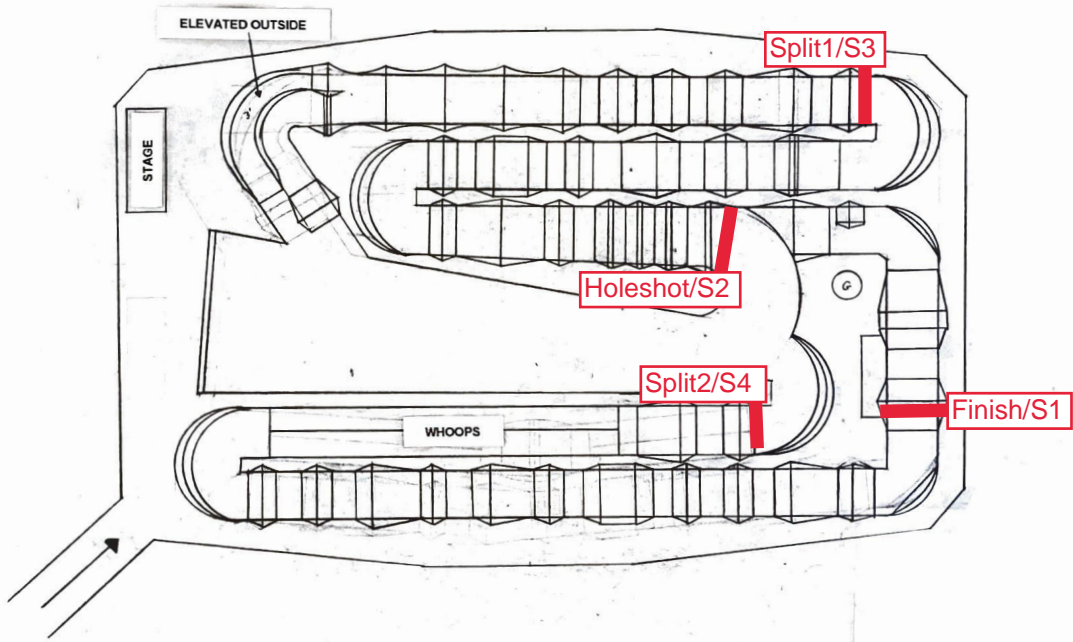 ELEVATED OUTSIDE
Split1/S3
STAGE
Holeshot/S2
G
Split2/S4
Finish/S1
WHOOPS